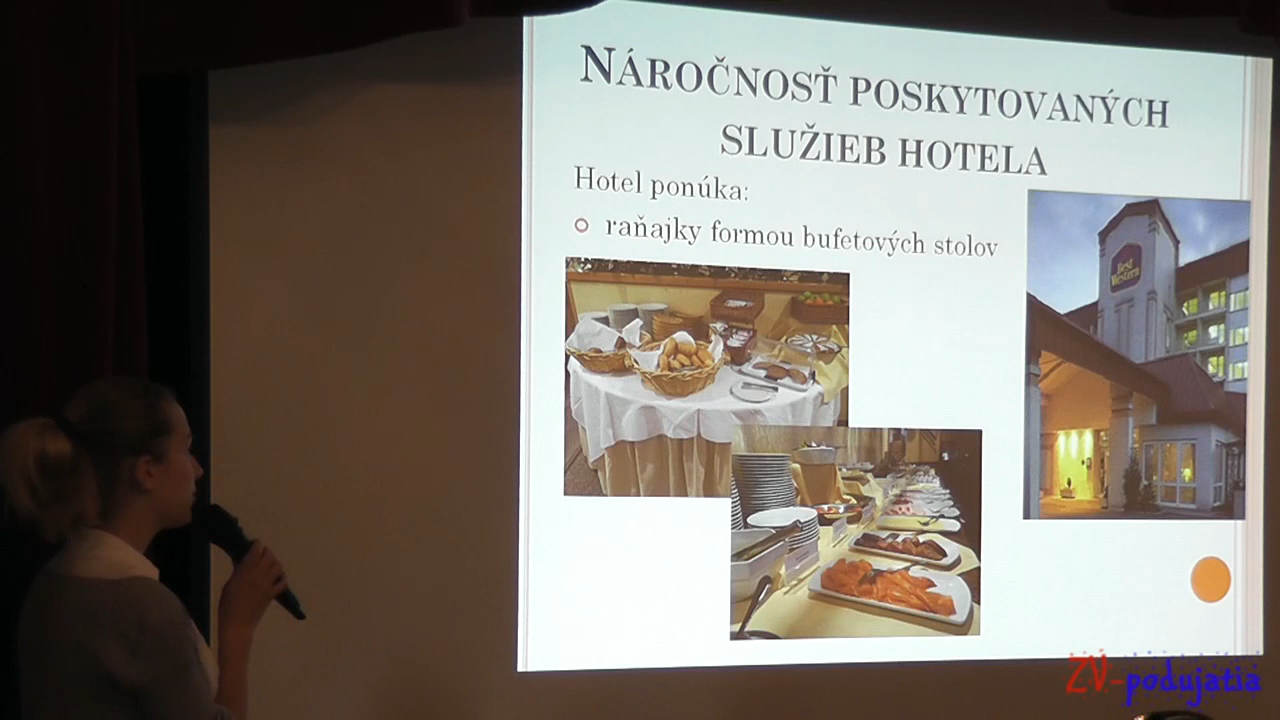 NÁROČNOSŤ POSKYTOVANÝCH
SLUŽIEB HOTELA
Hotel ponúka:
raňajky formou bufetových stolov
Best
Western
ZV-podujatia